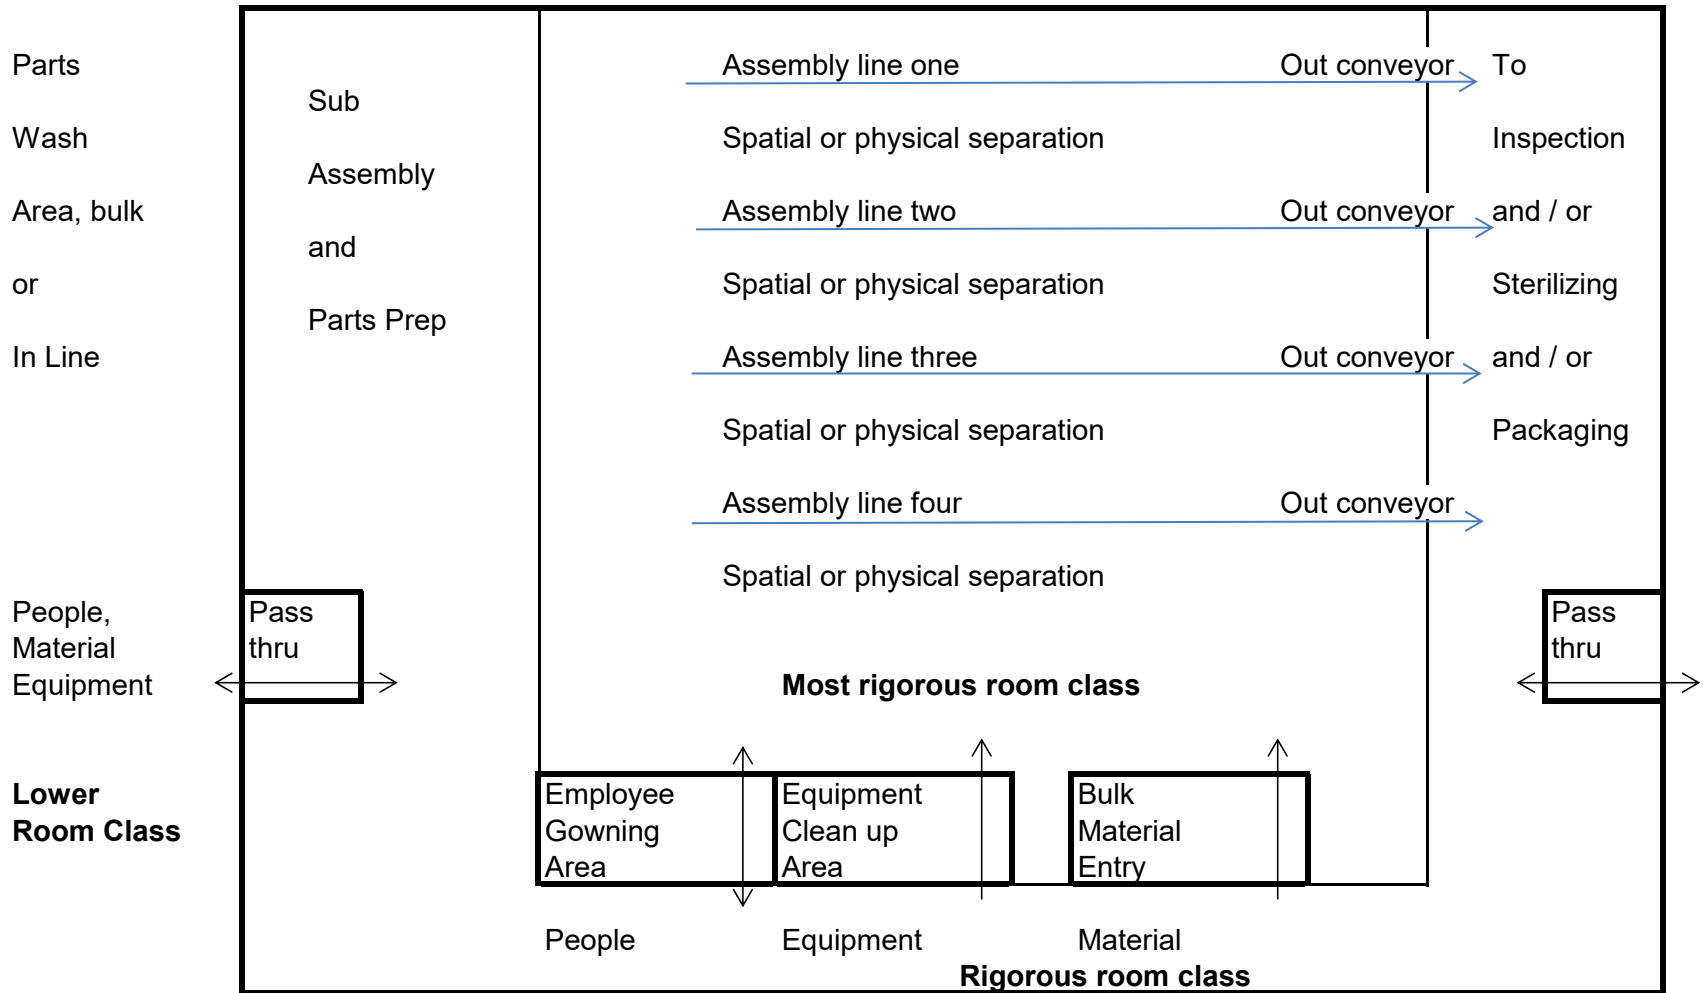 Parts
Wash
Area, bulk
or
In Line
Sub
Assembly
and
Parts Prep
Assembly line one
Out conveyor
Spatial or physical separation
Assembly line two
Out conveyor
Spatial or physical separation
Assembly line three
Out conveyor
Spatial or physical separation
Assembly line four
Out conveyor
Spatial or physical separation
To
Inspection
and / or
Sterilizing
and / or
Packaging
People,
Material
Equipment
Pass
thru
Most rigorous room class
Pass
thru
Lower
Room Class
Employee
Gowning
Area
Equipment
Clean up
Area
Bulk
Material
Entry
People
Equipment
Material
Rigorous room class